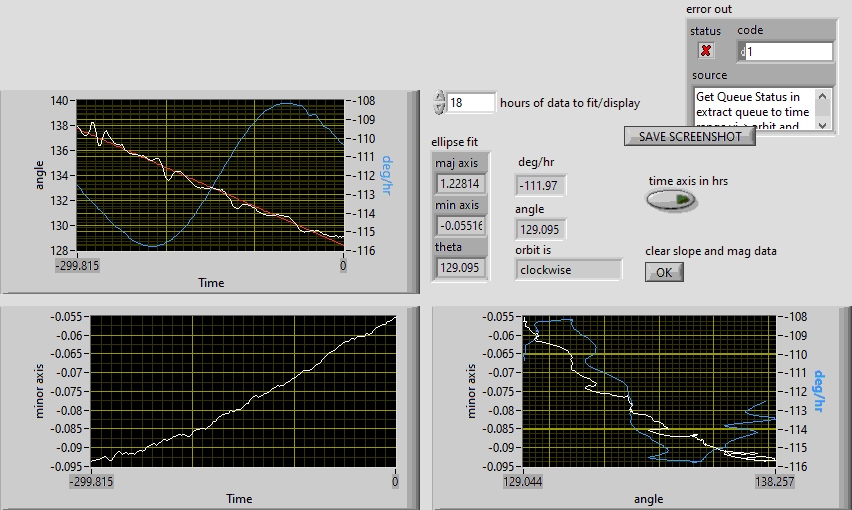 error out
status
code
d1
source
Get Queue Status in
extract queue to time
SAVE SCREENSHOT
18
hours of data to fit/display
ellipse fit
maj axis
1.22814
min axis
-0.0551
theta
129.095
deg/hr
-111.97
angle
129.095
orbit is
clockwise
time axis in hrs
clear slope and mag data
OK
140
138
136
134
132
130
128
angle
-108
-109
-110
-111
-112
-113
-114
-115
-116
deg/hr
-299.815
0
Time
-0.055
-0.06
-0.065
-0.07
-0.075
-0.08
-0.085
-0.09
-0.095
minor axis
-299.815
0
Time
-0.055
-0.06
-0.065
-0.07
-0.075
-0.08
-0.085
-0.09
-0.095
minor axis
-108
-109
-110
-111
-112
-113
-114
-115
-116
deg/hr
129.044
138.257
angle